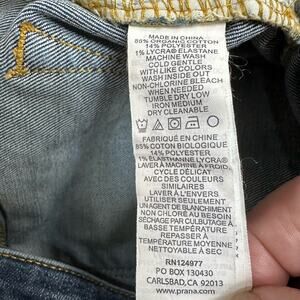 MADE IN CHINA
85% ORGANIC COTTON
14% POLYESTER
1% LYCRA® ELASTANE
MACHINE WASH
COLD GENTLE
WITH LIKE COLORS
WASH INSIDE OUT
NON-CHLORINE BLEACH
WHEN NEEDED
TUMBLE DRY LOW
IRON MEDIUM
DRY CLEANABLE
FABRIQUÉ EN CHINE
85% COTON BIOLOGIQUE
14% POLYESTER
1% ÉLASTHANNE LYCRA®
LAVER À MACHINE À FROID,
CYCLE DÉLICAT
AVEC DES COULEURS
SIMILAIRES
LAVER À L'ENVERS
UTILISER SEULEMENT
UN AGENT DE BLANCHIMENT
NON CHLORÉ AU BESOIN
SÉCHAGE PAR CULBUTAGE À
BASSE TEMPÉRATURE
REPASSER À
TEMPÉRATURE MOYENNE
NETTOYAGE À SEC
RN124977
PO BOX 130430
CARLSBAD, CA 92013
www.prana.com